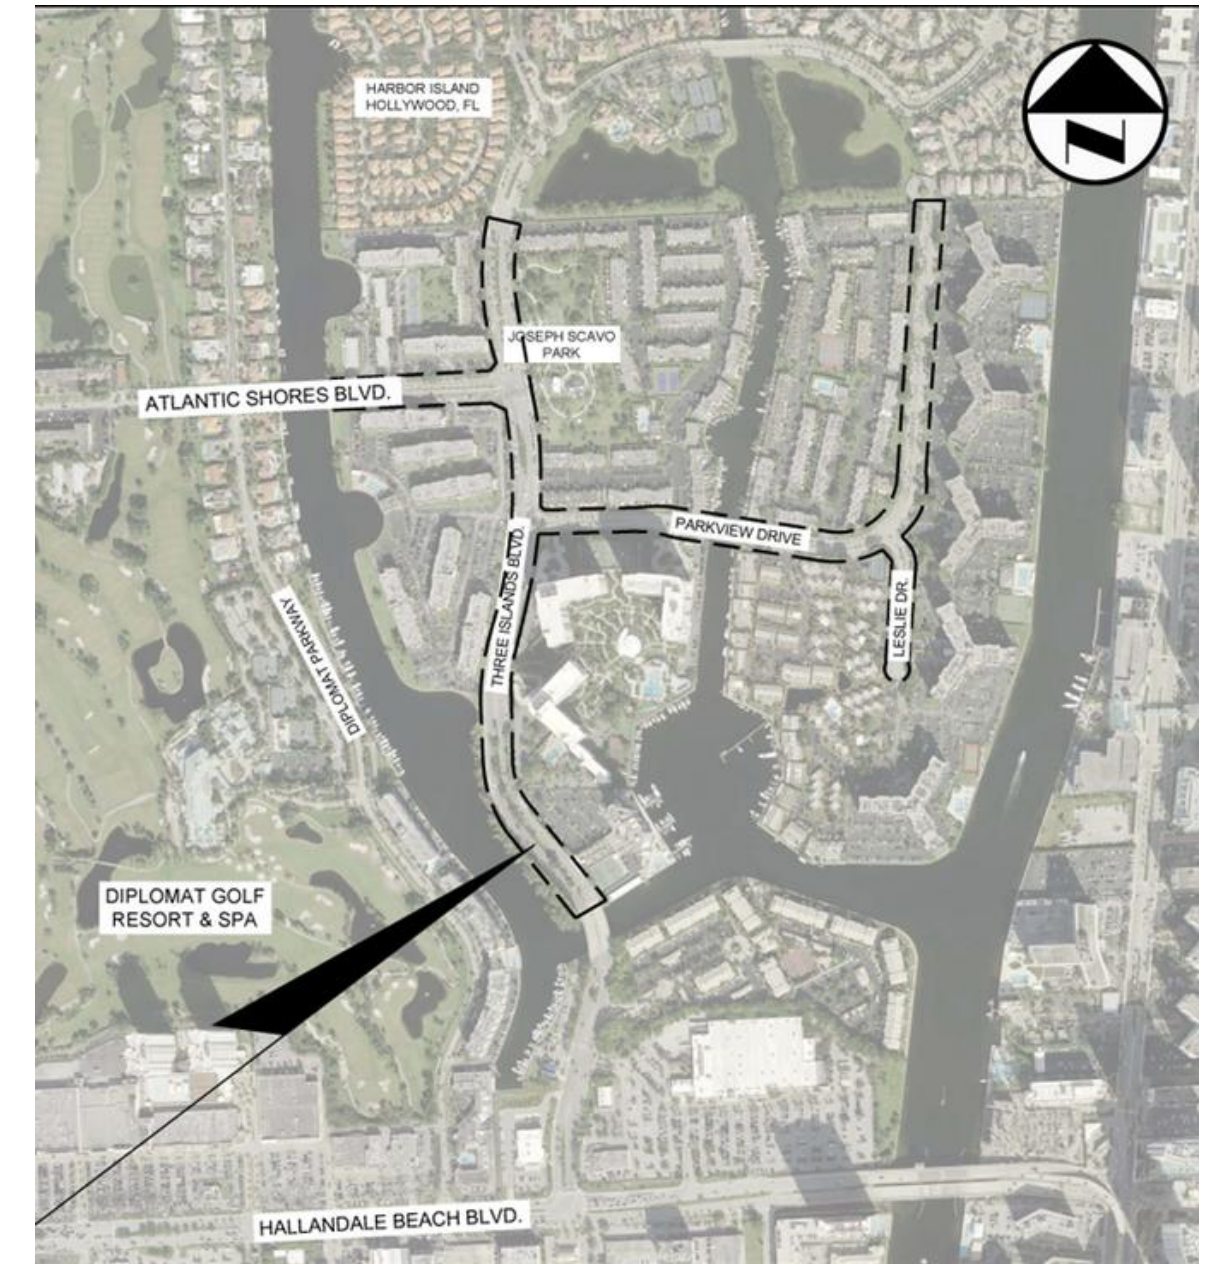 HARBOR ISLAND
HOLLYWOOD, FL
N
JOSEPH SCAVO
PARK
ATLANTIC SHORES BLVD.
PARKVIEW DRIVE
THREE ISLANDS BLVD.
LESLIE DR.
DIPLOMAT PARKWAY
DIPLOMAT GOLF
RESORT & SPA
HALLANDALE BEACH BLVD.